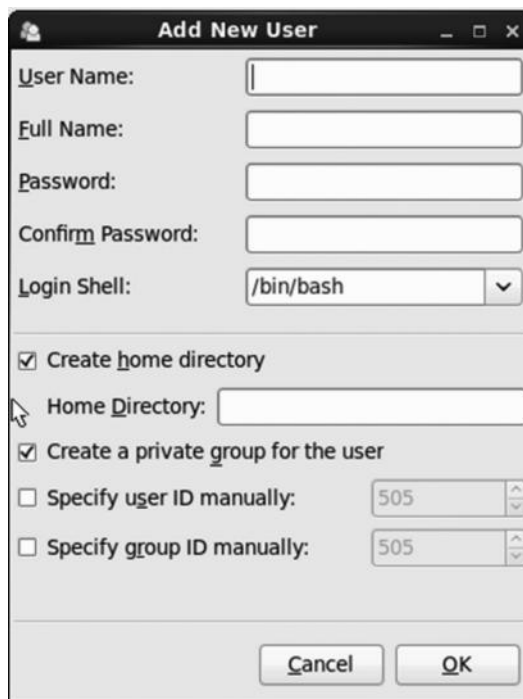 Add New User
User Name:
Full Name:
Password:
Confirm Password:
Login Shell: /bin/bash
Create home directory
Home Directory:
Create a private group for the user
Specify user ID manually: 505
Specify group ID manually: 505
Cancel OK